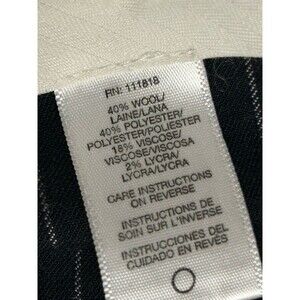 RN: 111818
40% WOOL/
LAINE/LANA
40% POLYESTER/
POLYESTER/POLIESTER
18% VISCOSE/
VISCOSE/VISCOSA
2% LYCRA/
LYCRA/LYCRA
CARE INSTRUCTIONS
ON REVERSE
INSTRUCTIONS DE
SOIN SUR L'INVERSE
INSTRUCCIONES DEL
CUIDADO EN REVÉS